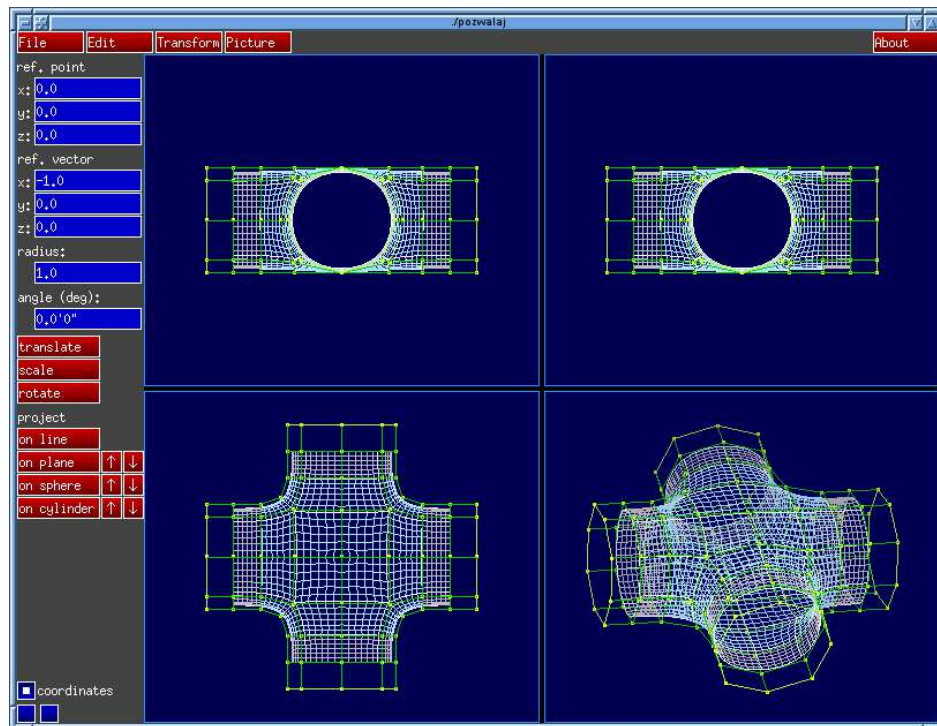 ./pozwalaj
File Edit Transform Picture About
ref. point
x: 0.0
y: 0.0
z: 0.0
ref. vector
x: -1.0
y: 0.0
z: 0.0
radius:
1.0
angle (deg):
0.0'0"
translate
scale
rotate
project
on line
on plane ↑ ↓
on sphere ↑ ↓
on cylinder ↑ ↓
coordinates